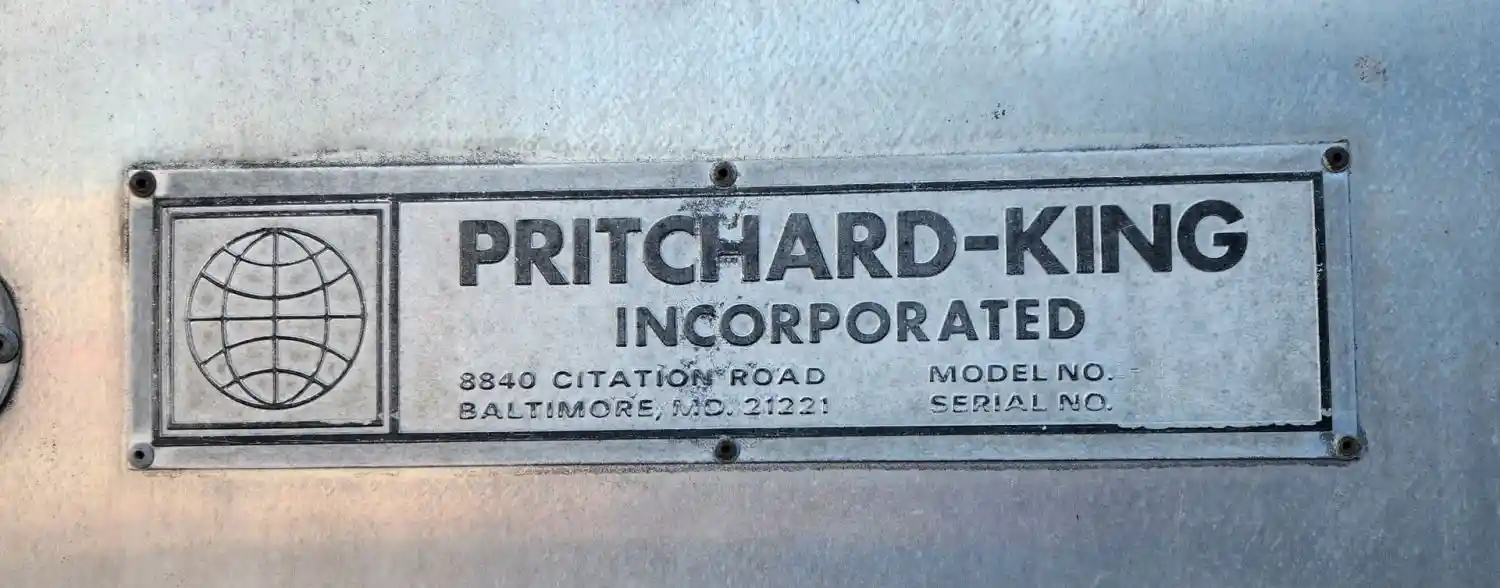 PRITCHARD-KING
INCORPORATED
8840 CITATION ROAD
BALTIMORE, MD. 21221
MODEL NO.
SERIAL NO.